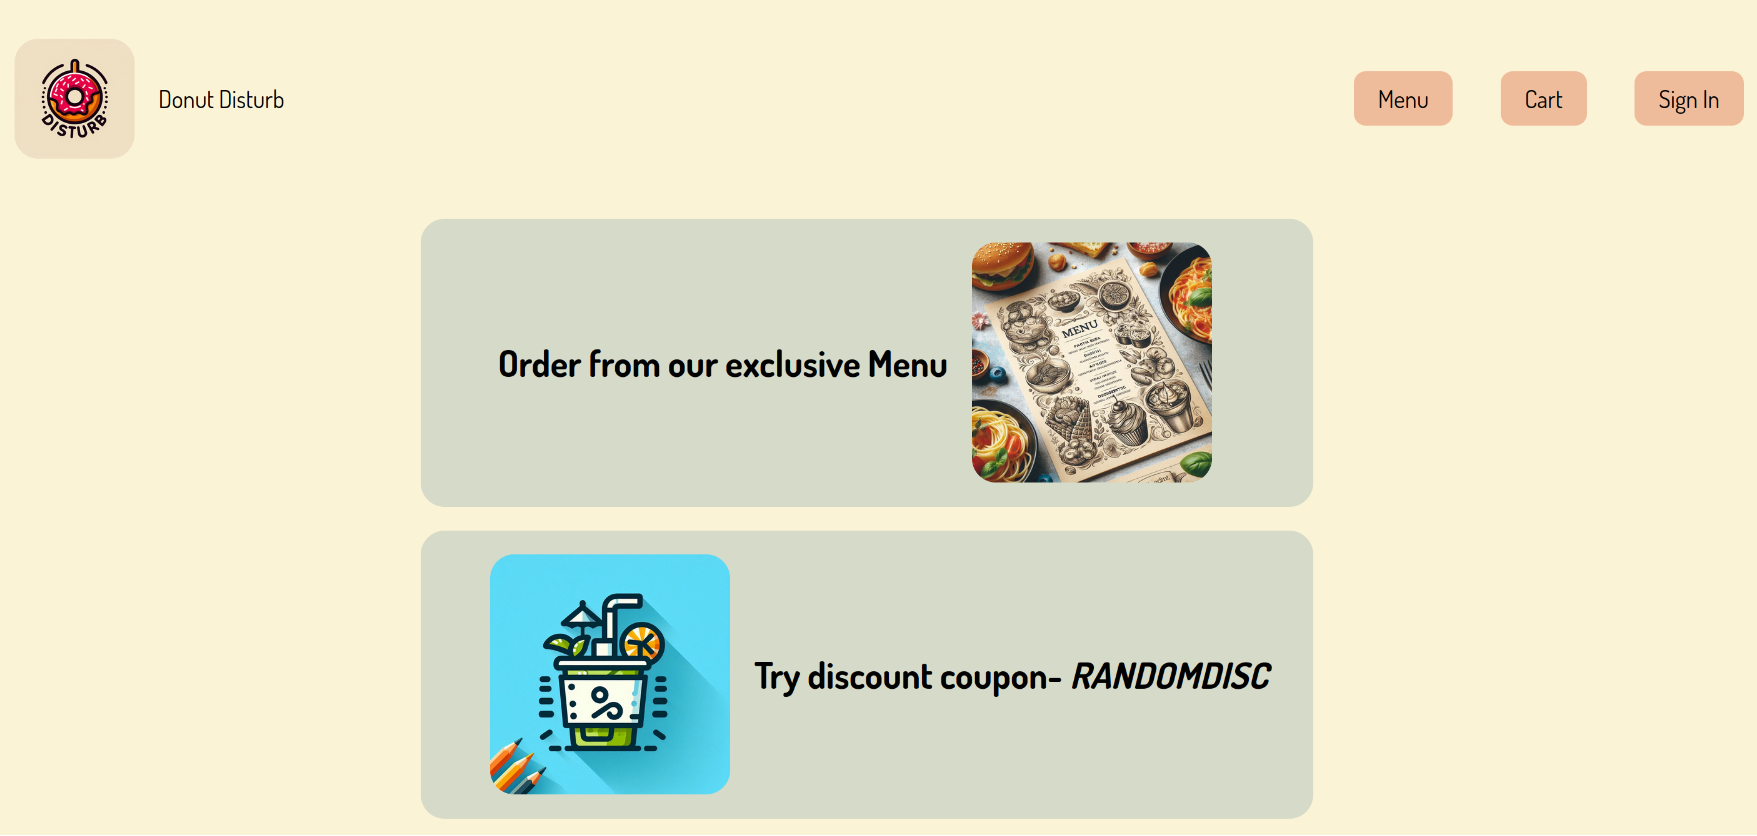 DISTURB
Donut Disturb
Menu
Cart
Sign In
Order from our exclusive Menu
MENU
Try discount coupon- RANDOMDISC
%